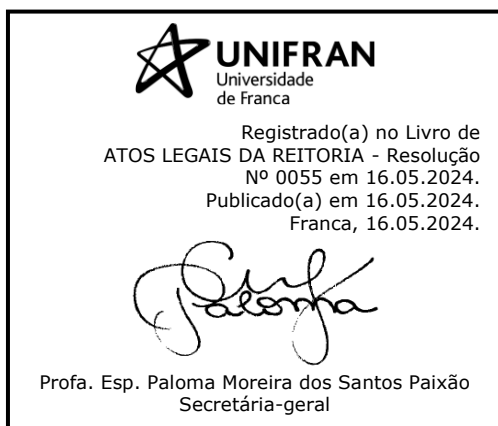 UNIFRAN
Universidade
de Franca
Registrado(a) no Livro de
ATOS LEGAIS DA REITORIA - Resolução
Nº 0055 em 16.05.2024.
Publicado(a) em 16.05.2024.
Franca, 16.05.2024.
Paloma
Profa. Esp. Paloma Moreira dos Santos Paixão
Secretária-geral